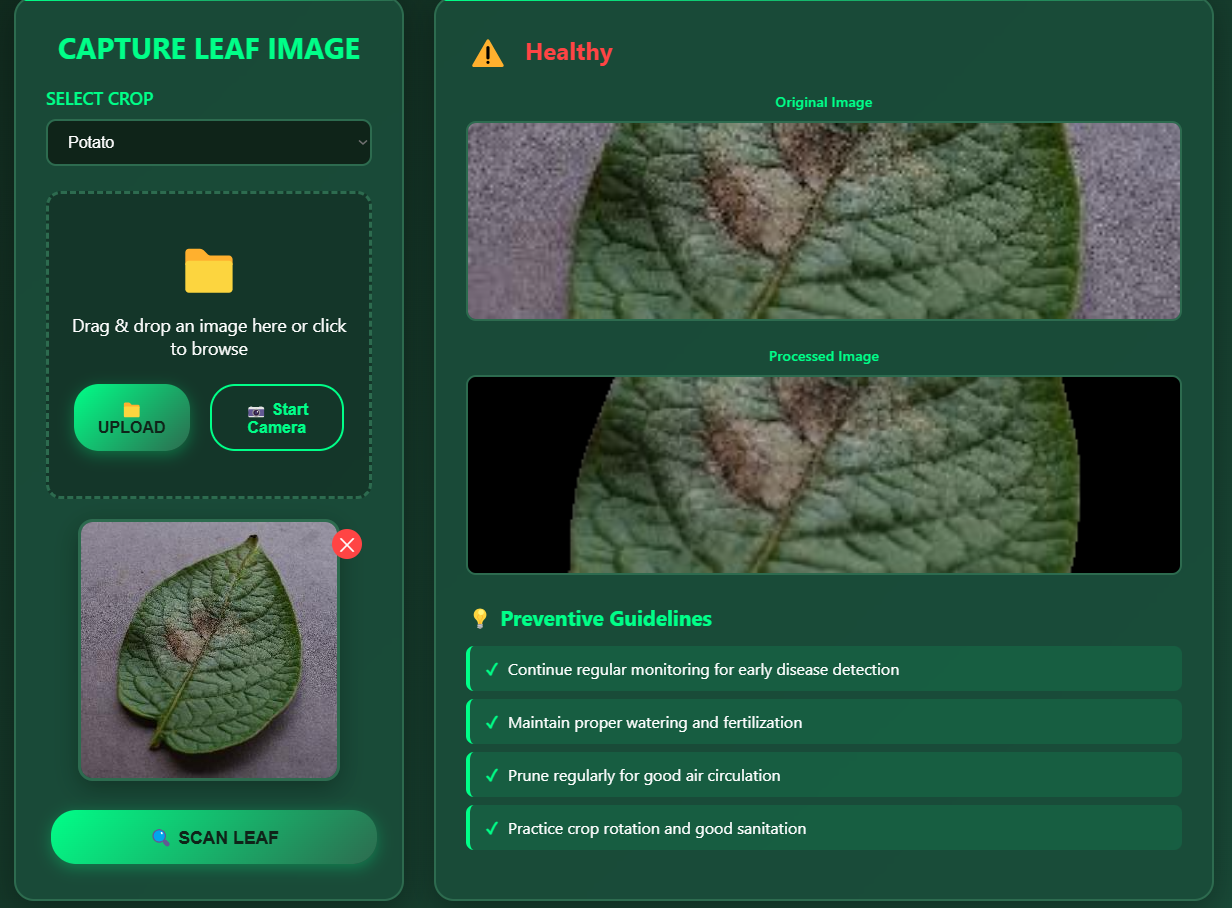 CAPTURE LEAF IMAGE
SELECT CROP
Potato
Drag & drop an image here or click
to browse
UPLOAD
Start
Camera
SCAN LEAF
Healthy
Original Image
Processed Image
Preventive Guidelines
✓ Continue regular monitoring for early disease detection
✓ Maintain proper watering and fertilization
✓ Prune regularly for good air circulation
✓ Practice crop rotation and good sanitation